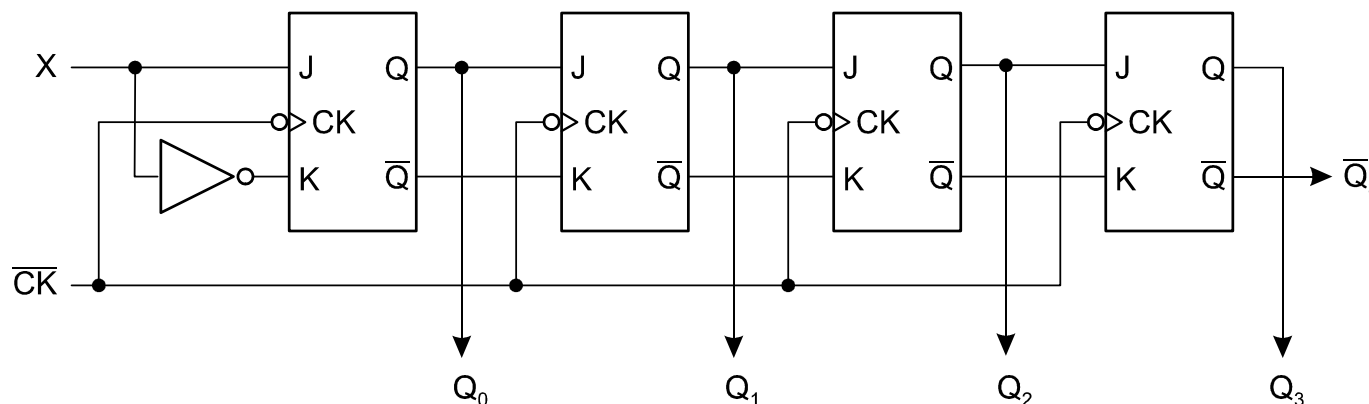 X J Q J Q J Q J Q
CK CK CK CK
K Q̅ K Q̅ K Q̅ K Q̅ Q̅
C̅K̅
Q₀ Q₁ Q₂ Q₃